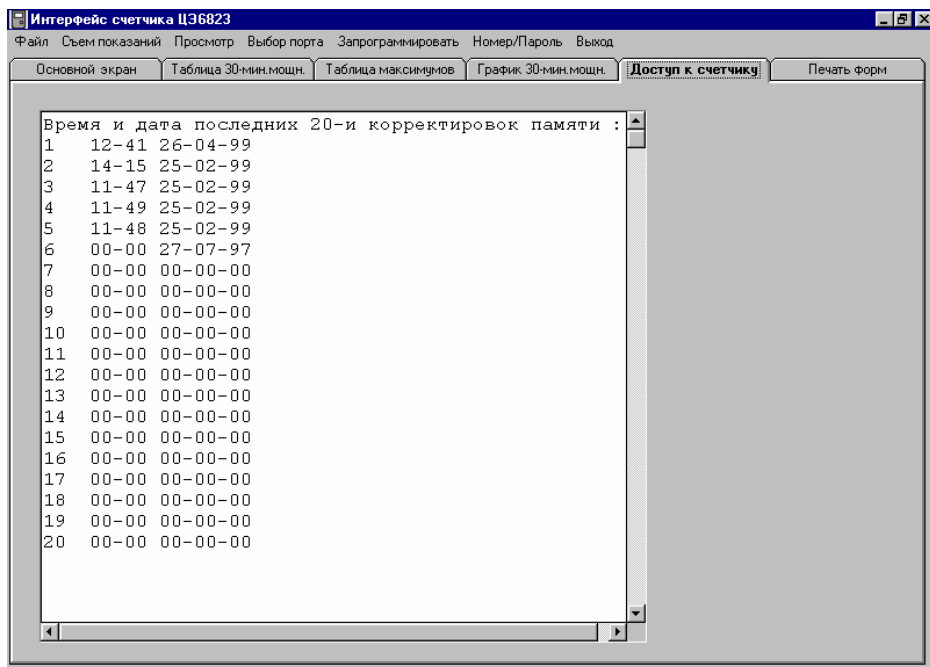 Интерфейс счетчика ЦЭ6823
Файл Съем показаний Просмотр Выбор порта Запрограммировать Номер/Пароль Выход
Основной экран Таблица 30-мин.мощн. Таблица максимумов График 30-мин.мощн. Доступ к счетчику Печать форм
Время и дата последних 20-и корректировок памяти :
1 12-41 26-04-99
2 14-15 25-02-99
3 11-47 25-02-99
4 11-49 25-02-99
5 11-48 25-02-99
6 00-00 27-07-97
7 00-00 00-00-00
8 00-00 00-00-00
9 00-00 00-00-00
10 00-00 00-00-00
11 00-00 00-00-00
12 00-00 00-00-00
13 00-00 00-00-00
14 00-00 00-00-00
15 00-00 00-00-00
16 00-00 00-00-00
17 00-00 00-00-00
18 00-00 00-00-00
19 00-00 00-00-00
20 00-00 00-00-00